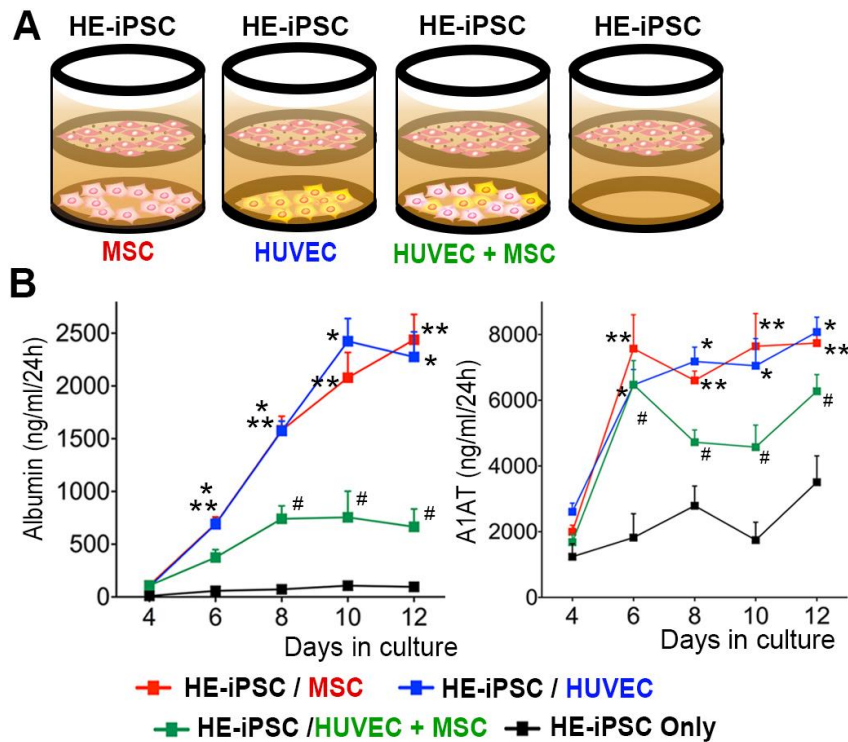 A
HE-iPSC HE-iPSC HE-iPSC HE-iPSC
MSC HUVEC HUVEC + MSC
B
Albumin (ng/ml/24h)
2500
2000
1500
1000
500
0
4 6 8 10 12
Days in culture
* ** * ** * ** ** *
# # #
A1AT (ng/ml/24h)
8000
6000
4000
2000
0
4 6 8 10 12
Days in culture
** * * ** ** * * **
# # # #
HE-iPSC / MSC HE-iPSC / HUVEC
HE-iPSC /HUVEC + MSC HE-iPSC Only